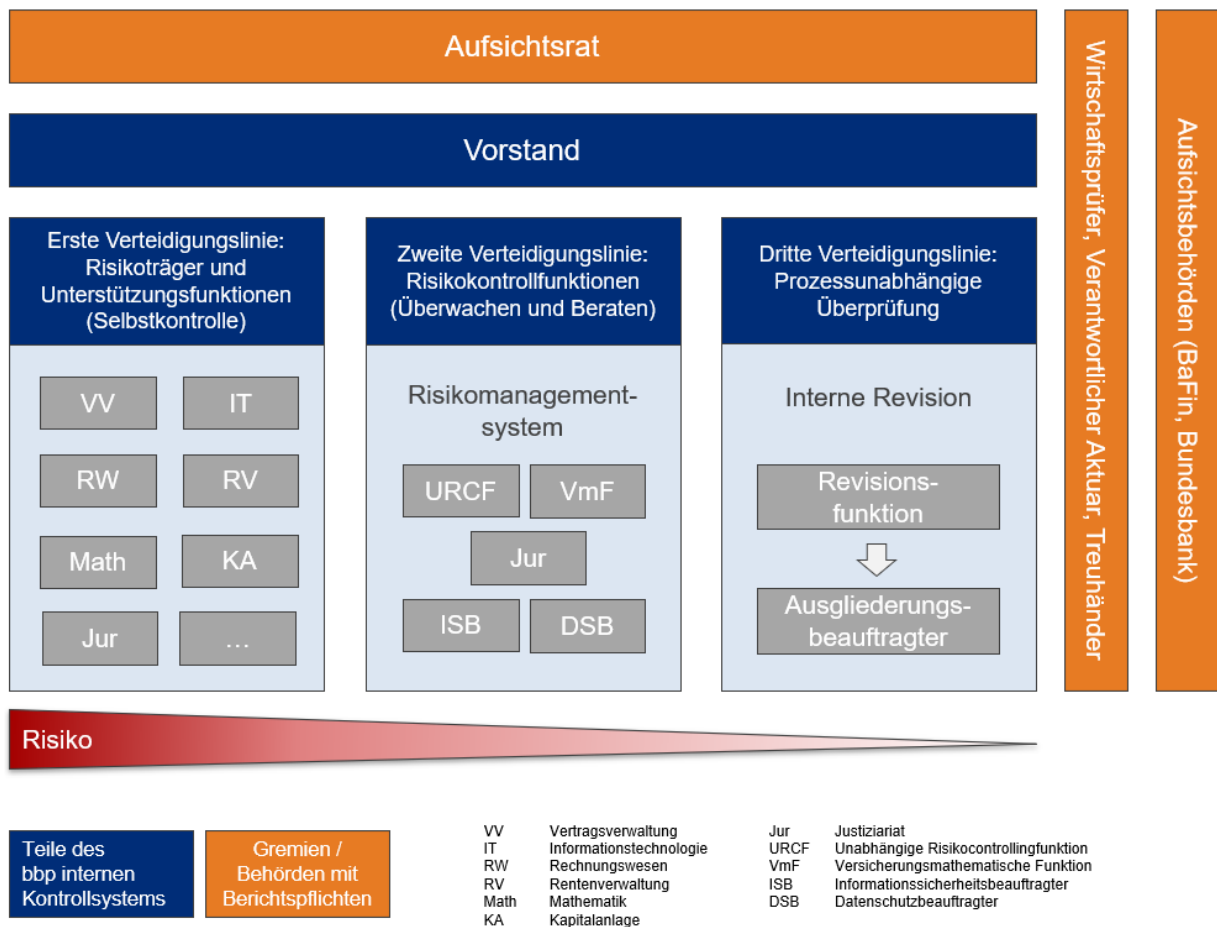 Aufsichtsrat
Vorstand
Erste Verteidigungslinie:
Risikoträger und
Unterstützungsfunktionen
(Selbstkontrolle)
VV
IT
RW
RV
Math
KA
Jur
...
Zweite Verteidigungslinie:
Risikokontrollfunktionen
(Überwachen und Beraten)
Risikomanagement-
system
URCF
VmF
Jur
ISB
DSB
Dritte Verteidigungslinie:
Prozessunabhängige
Überprüfung
Interne Revision
Revisions-
funktion
Ausgliederungs-
beauftragter
Wirtschaftsprüfer, Verantwortlicher Aktuar, Treuhänder
Aufsichtsbehörden (BaFin, Bundesbank)
Risiko
Teile des
bbp internen
Kontrollsystems
Gremien /
Behörden mit
Berichtspflichten
VV Vertragsverwaltung
IT Informationstechnologie
RW Rechnungswesen
RV Rentenverwaltung
Math Mathematik
KA Kapitalanlage
Jur Justiziariat
URCF Unabhängige Risikocontrollingfunktion
VmF Versicherungsmathematische Funktion
ISB Informationssicherheitsbeauftragter
DSB Datenschutzbeauftragter